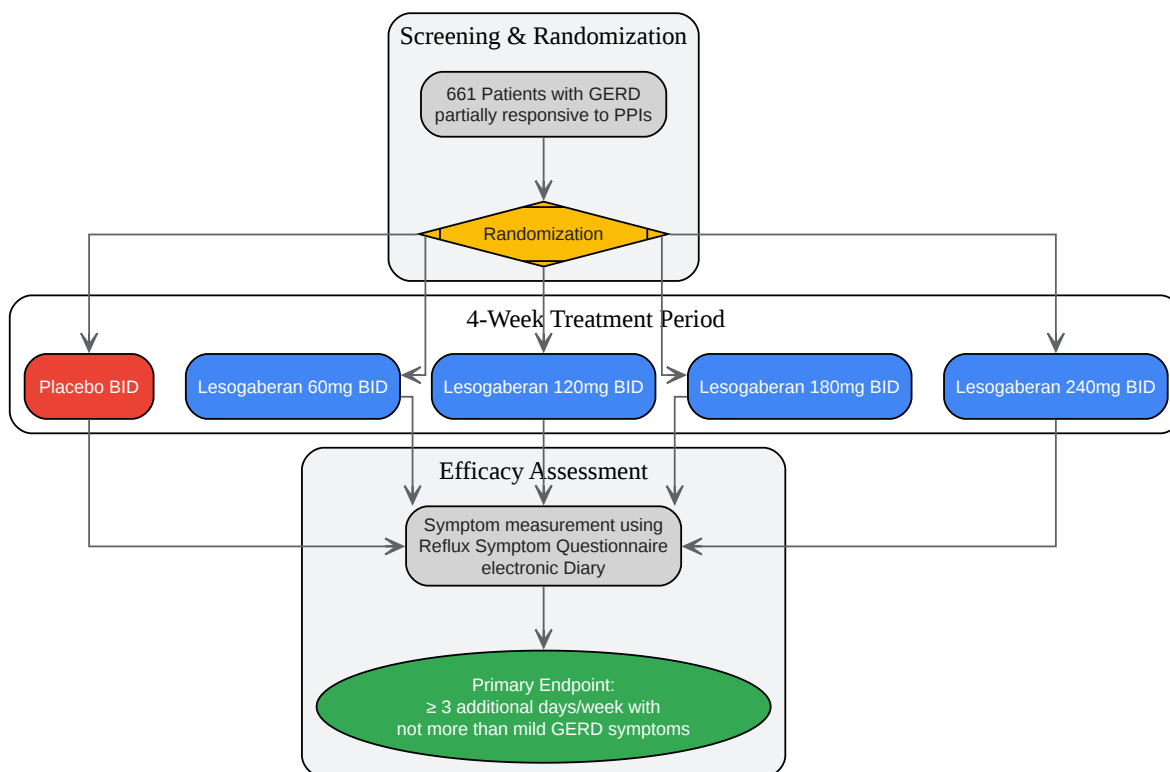 Screening & Randomization
661 Patients with GERD
partially responsive to PPIs
Randomization
4-Week Treatment Period
Placebo BID
Lesogaberan 60mg BID
Lesogaberan 120mg BID
Lesogaberan 180mg BID
Lesogaberan 240mg BID
Efficacy Assessment
Symptom measurement using
Reflux Symptom Questionnaire
electronic Diary
Primary Endpoint:
≥ 3 additional days/week with
not more than mild GERD symptoms